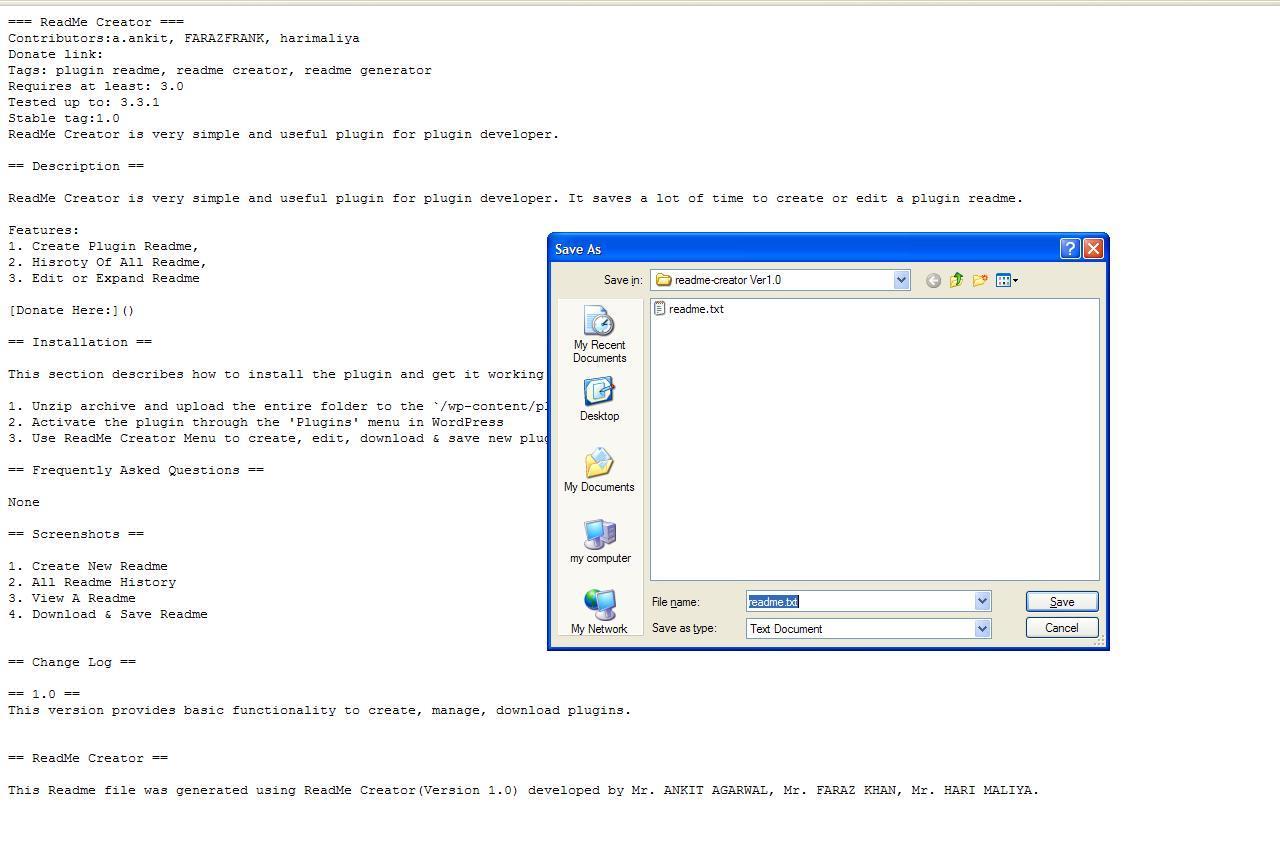 === ReadMe Creator ===
Contributors:a.ankit, FARAZFRANK, harimaliya
Donate link:
Tags: plugin readme, readme creator, readme generator
Requires at least: 3.0
Tested up to: 3.3.1
Stable tag:1.0
ReadMe Creator is very simple and useful plugin for plugin developer.
== Description ==
ReadMe Creator is very simple and useful plugin for plugin developer. It saves a lot of time to create or edit a plugin readme.
Features:
1. Create Plugin Readme,
2. Hisroty Of All Readme,
3. Edit or Expand Readme
[Donate Here:]()
== Installation ==
This section describes how to install the plugin and get it working
1. Unzip archive and upload the entire folder to the `/wp-content/pl
2. Activate the plugin through the 'Plugins' menu in WordPress
3. Use ReadMe Creator Menu to create, edit, download & save new plug
== Frequently Asked Questions ==
None
== Screenshots ==
1. Create New Readme
2. All Readme History
3. View A Readme
4. Download & Save Readme
== Change Log ==
== 1.0 ==
This version provides basic functionality to create, manage, download plugins.
== ReadMe Creator ==
This Readme file was generated using ReadMe Creator(Version 1.0) developed by Mr. ANKIT AGARWAL, Mr. FARAZ KHAN, Mr. HARI MALIYA.
Save As
?
Save in:
readme-creator Ver1.0
My Recent
Documents
Desktop
My Documents
my computer
My Network
readme.txt
File name:
readme.txt
Save
Save as type:
Text Document
Cancel